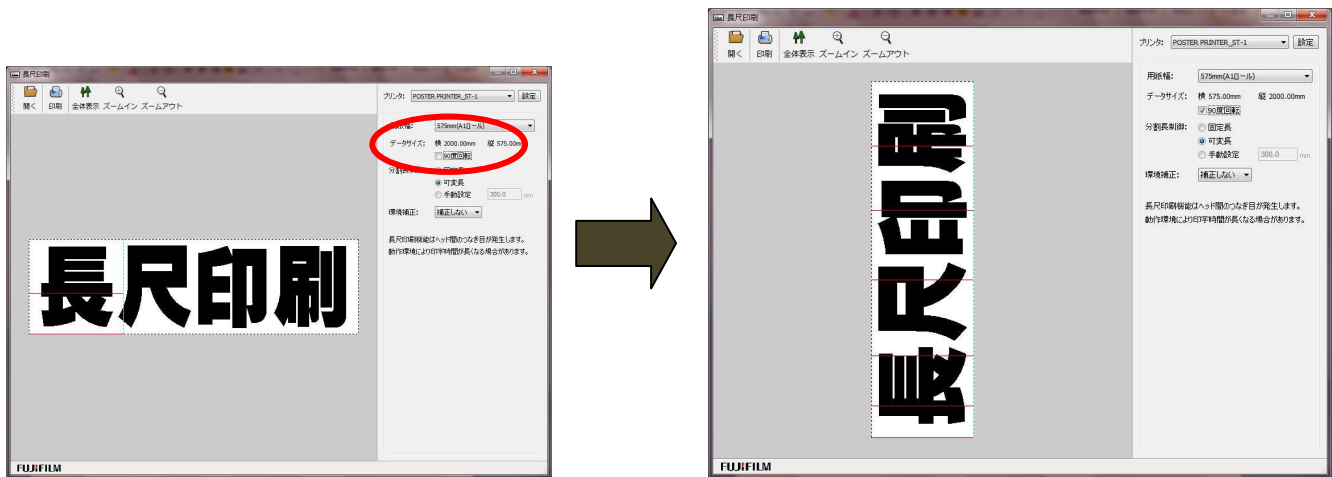 長尺印刷
開く 印刷 全体表示 ズームイン ズームアウト
プリンタ: POSTER PRINTER_ST-1 設定
575mm(A1ロール)
データサイズ: 横 2000.00mm 縦 575.00mm
90度回転
可変長
手動設定 300.0 mm
環境補正: 補正しない
長尺印刷機能はヘッド間のつなぎ目が発生します。
動作環境により印字時間が長くなる場合があります。
長尺印刷
FUJIFILM
長尺印刷
開く 印刷 全体表示 ズームイン ズームアウト
プリンタ: POSTER PRINTER_ST-1 設定
用紙幅: 575mm(A1ロール)
データサイズ: 横 575.00mm 縦 2000.00mm
90度回転
分割長制御: 固定長
可変長
手動設定 300.0 mm
環境補正: 補正しない
長尺印刷機能はヘッド間のつなぎ目が発生します。
動作環境により印字時間が長くなる場合があります。
長尺印刷
FUJIFILM